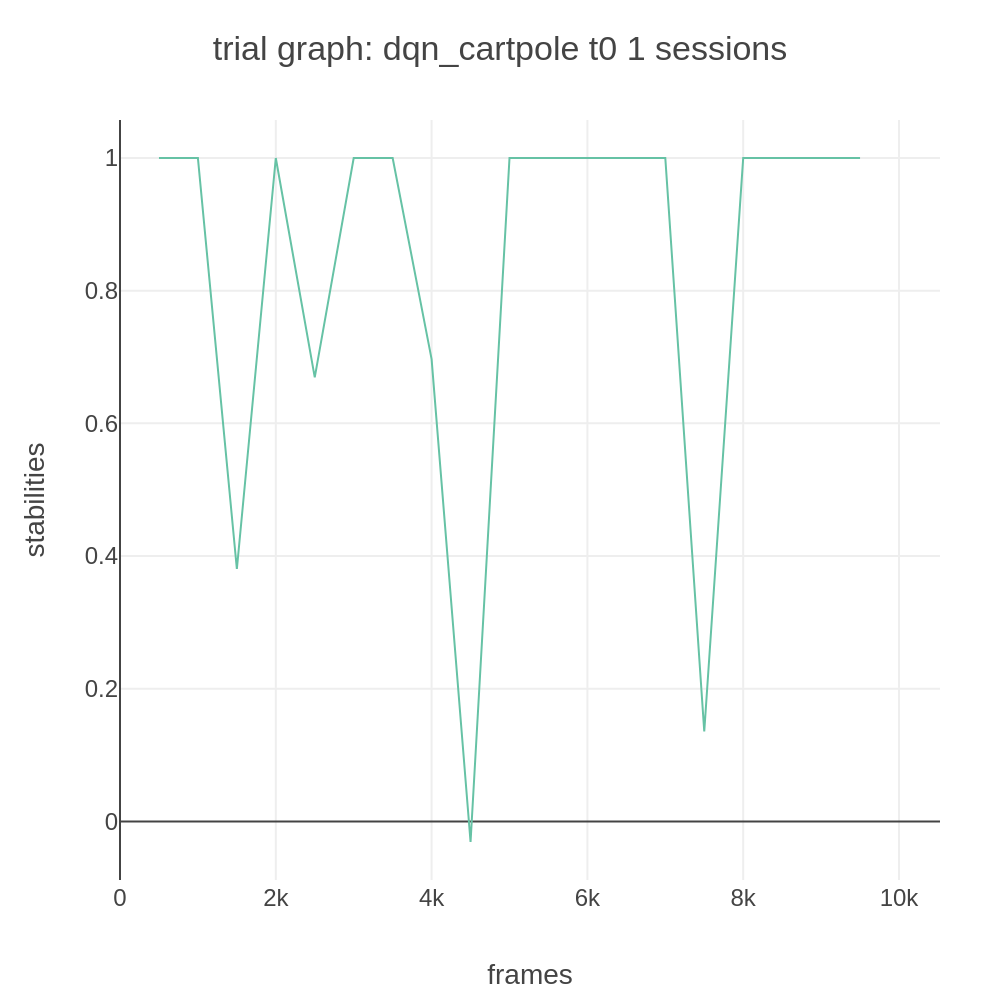 trial graph: dqn_cartpole t0 1 sessions
1
0.8
0.6
0.4
0.2
0
stabilities
0 2k 4k 6k 8k 10k
frames